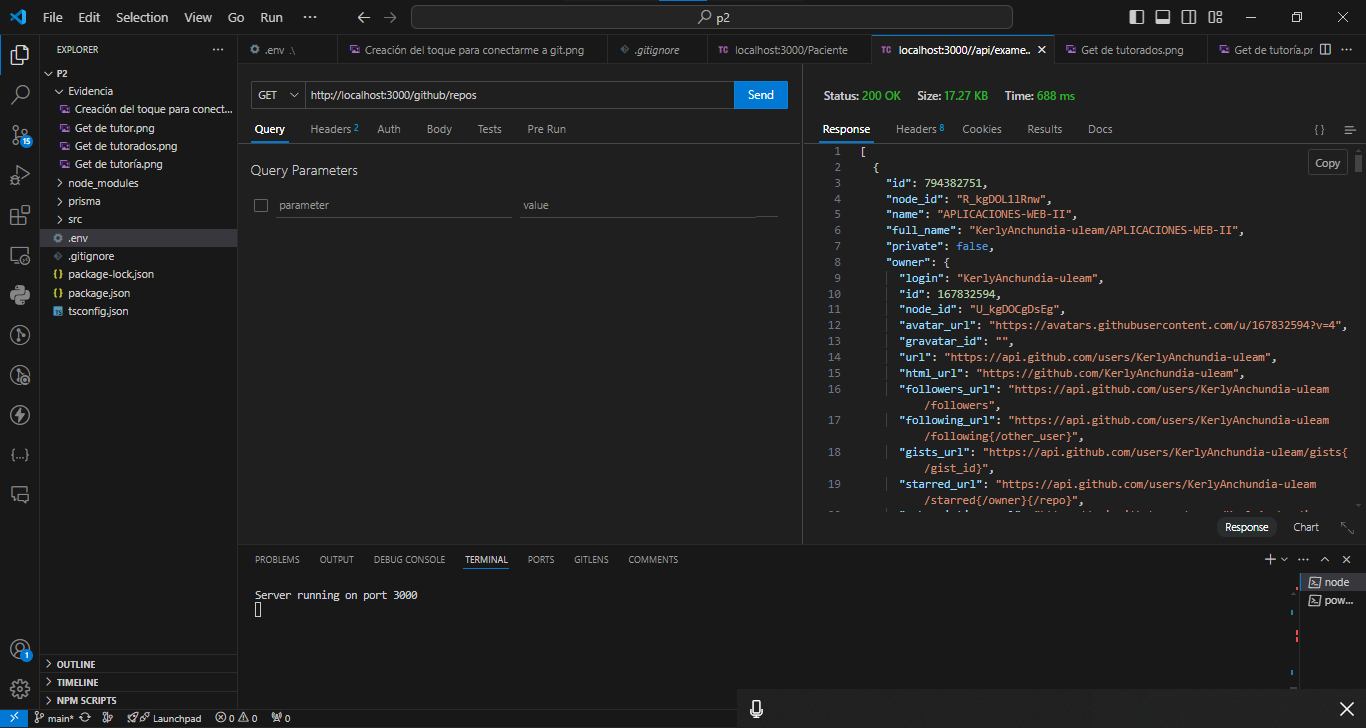 File Edit Selection View Go Run ···
p2
EXPLORER ···
P2
Evidencia
Creación del toque para conect...
Get de tutor.png
Get de tutorados.png
Get de tutoría.png
node_modules
prisma
src
.env
.gitignore
package-lock.json
package.json
tsconfig.json
OUTLINE
TIMELINE
NPM SCRIPTS
15
1
.env .\
Creación del toque para conectarme a git.png
.gitignore
TC localhost:3000/Paciente
TC localhost:3000//api/exame..
Get de tutorados.png
Get de tutoría.pr
GET http://localhost:3000/github/repos Send
Query Headers 2 Auth Body Tests Pre Run
Query Parameters
parameter value
Status: 200 OK Size: 17.27 KB Time: 688 ms
Response Headers 8 Cookies Results Docs { }
Copy
1 [
2 {
3 "id": 794382751,
4 "node_id": "R_kgDOL1lRnw",
5 "name": "APLICACIONES-WEB-II",
6 "full_name": "KerlyAnchundia-uleam/APLICACIONES-WEB-II",
7 "private": false,
8 "owner": {
9 "login": "KerlyAnchundia-uleam",
10 "id": 167832594,
11 "node_id": "U_kgDOCgDsEg",
12 "avatar_url": "https://avatars.githubusercontent.com/u/167832594?v=4",
13 "gravatar_id": "",
14 "url": "https://api.github.com/users/KerlyAnchundia-uleam",
15 "html_url": "https://github.com/KerlyAnchundia-uleam",
16 "followers_url": "https://api.github.com/users/KerlyAnchundia-uleam
/followers",
17 "following_url": "https://api.github.com/users/KerlyAnchundia-uleam
/following{/other_user}",
18 "gists_url": "https://api.github.com/users/KerlyAnchundia-uleam/gists{
/gist_id}",
19 "starred_url": "https://api.github.com/users/KerlyAnchundia-uleam
/starred{/owner}{/repo}",
Response Chart
PROBLEMS OUTPUT DEBUG CONSOLE TERMINAL PORTS GITLENS COMMENTS
Server running on port 3000
node
pow...
main* Launchpad 0 0 0